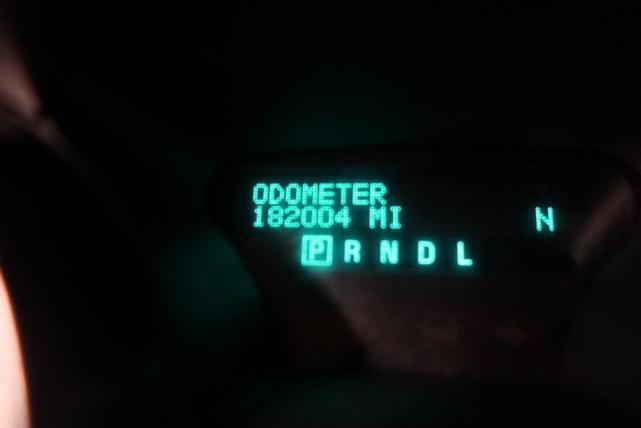 ODOMETER
182004 MI
N
P R N D L